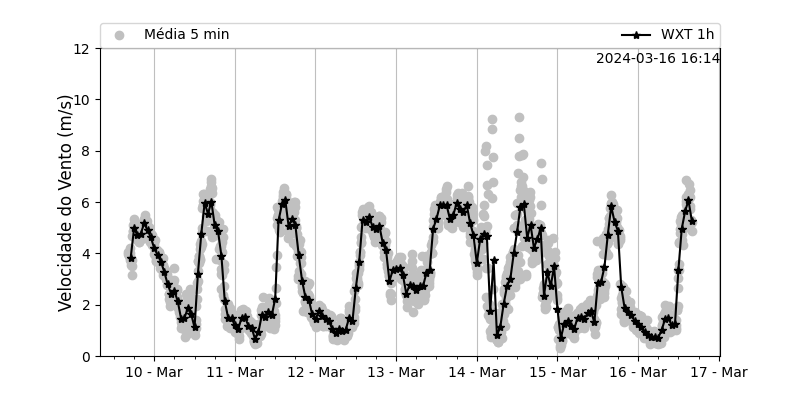 Média 5 min
WXT 1h
2024-03-16 16:14
Velocidade do Vento (m/s)
12
10
8
6
4
2
0
10 - Mar
11 - Mar
12 - Mar
13 - Mar
14 - Mar
15 - Mar
16 - Mar
17 - Mar